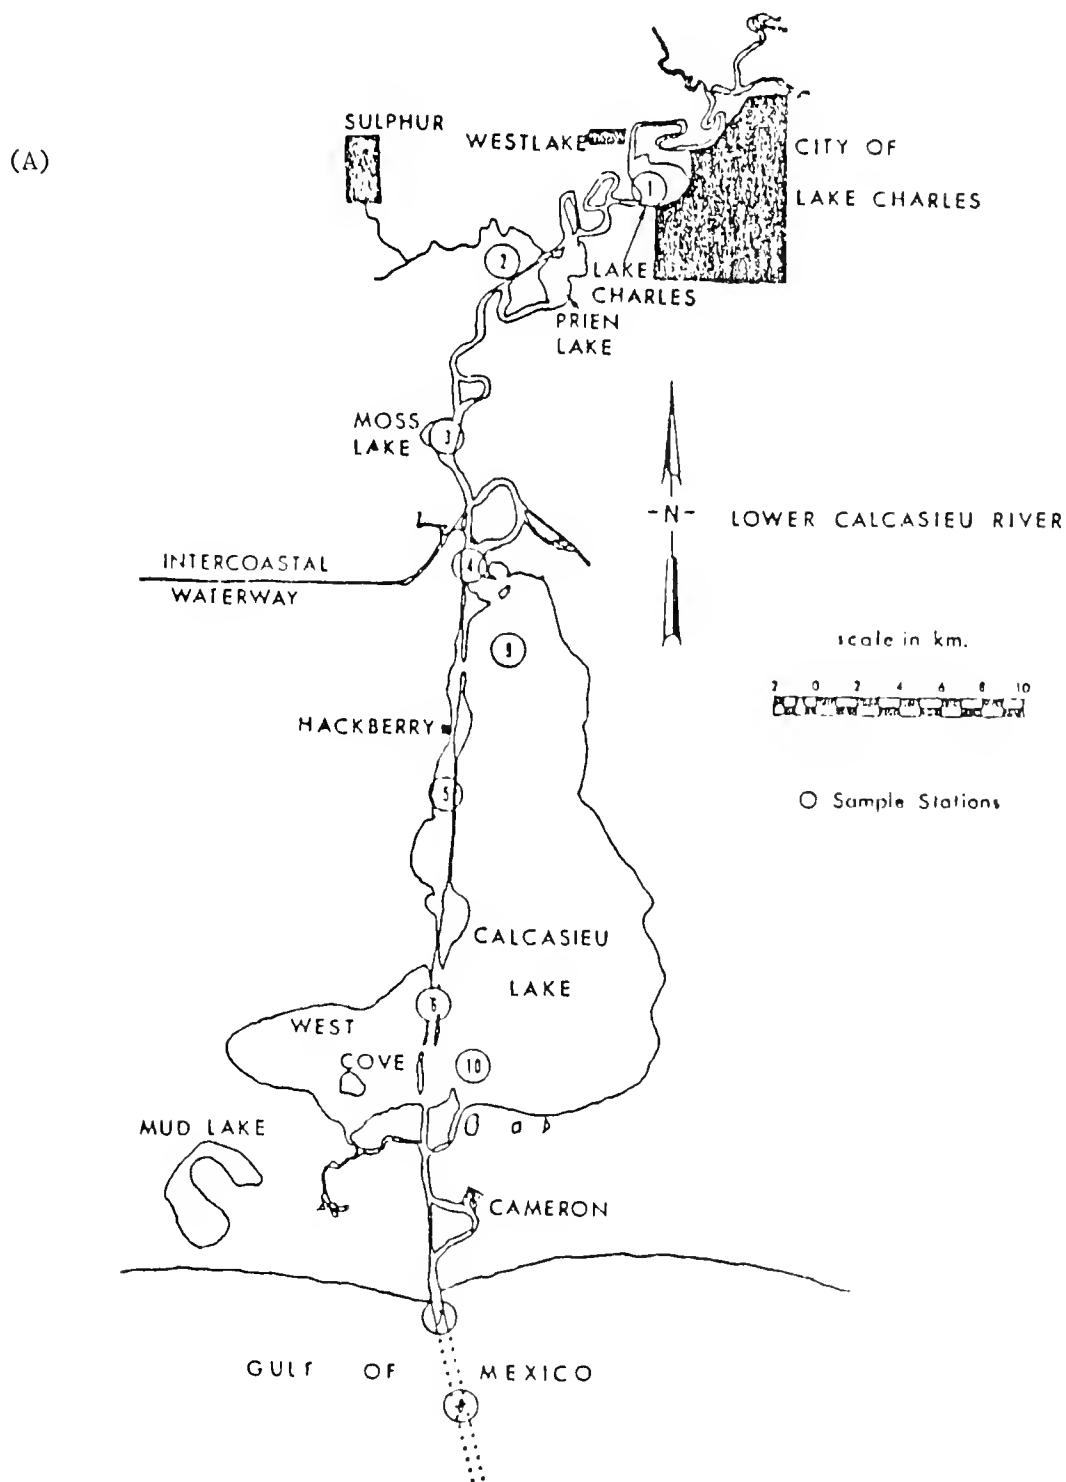 (A)
SULPHUR
WESTLAKE
CITY OF
LAKE CHARLES
1
2
LAKE
CHARLES
PRIEN
LAKE
MOSS
LAKE
3
-N-
LOWER CALCASIEU RIVER
INTERCOASTAL
WATERWAY
4
9
scale in km.
2 0 2 4 6 8 10
HACKBERRY
5
O Sample Stations
CALCASIEU
LAKE
6
WEST
COVE
10
MUD LAKE
CAMERON
GULF OF MEXICO